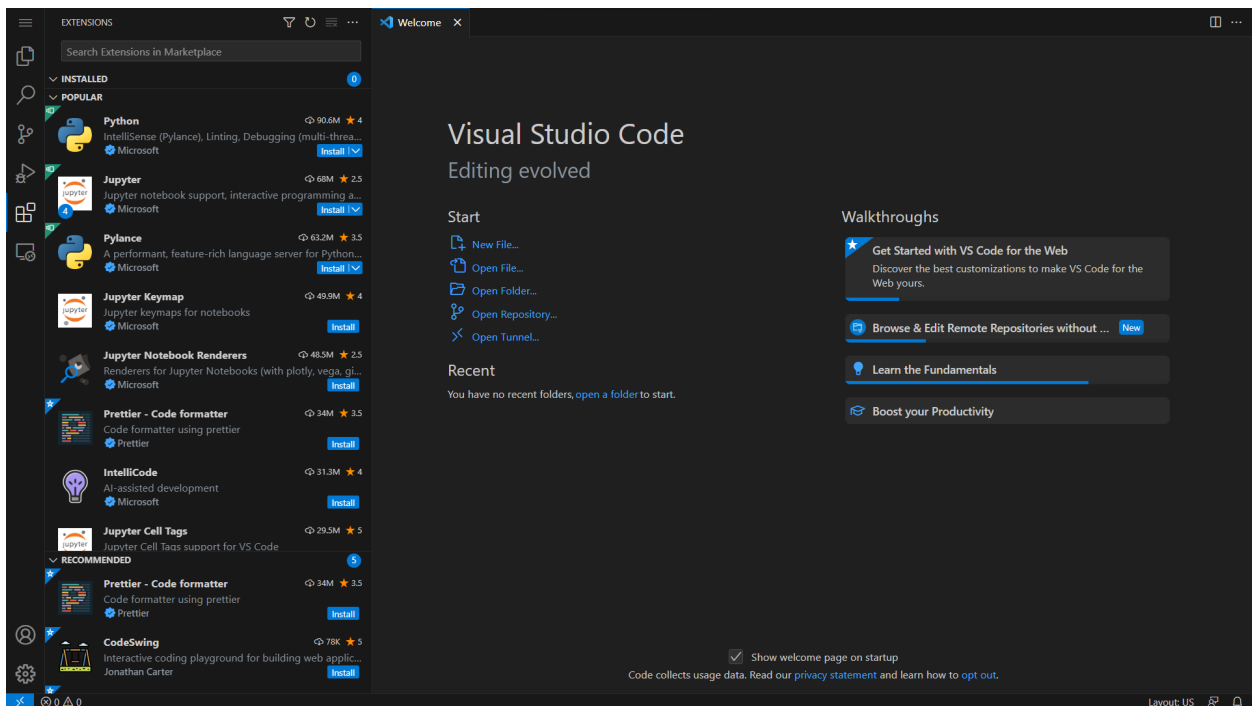 EXTENSIONS
Search Extensions in Marketplace
INSTALLED 0
POPULAR
Python 90.6M 4
IntelliSense (Pylance), Linting, Debugging (multi-threa...
Microsoft Install
Jupyter 68M 2.5
Jupyter notebook support, interactive programming a...
Microsoft Install
jupyter
4
Pylance 63.2M 3.5
A performant, feature-rich language server for Python...
Microsoft Install
Jupyter Keymap 49.9M 4
Jupyter keymaps for notebooks
Microsoft Install
jupyter
Jupyter Notebook Renderers 48.5M 2.5
Renderers for Jupyter Notebooks (with plotly, vega, gi...
Microsoft Install
Prettier - Code formatter 34M 3.5
Code formatter using prettier
Prettier Install
IntelliCode 31.3M 4
AI-assisted development
Microsoft Install
Jupyter Cell Tags 29.5M 5
Jupyter Cell Tags support for VS Code
jupyter
RECOMMENDED 5
Prettier - Code formatter 34M 3.5
Code formatter using prettier
Prettier Install
CodeSwing 78K 5
Interactive coding playground for building web applic...
Jonathan Carter Install
0 0
Welcome
Visual Studio Code
Editing evolved
Start
New File...
Open File...
Open Folder...
Open Repository...
Open Tunnel...
Recent
You have no recent folders, open a folder to start.
Walkthroughs
Get Started with VS Code for the Web
Discover the best customizations to make VS Code for the
Web yours.
Browse & Edit Remote Repositories without ... New
Learn the Fundamentals
Boost your Productivity
Show welcome page on startup
Code collects usage data. Read our privacy statement and learn how to opt out.
Layout: US